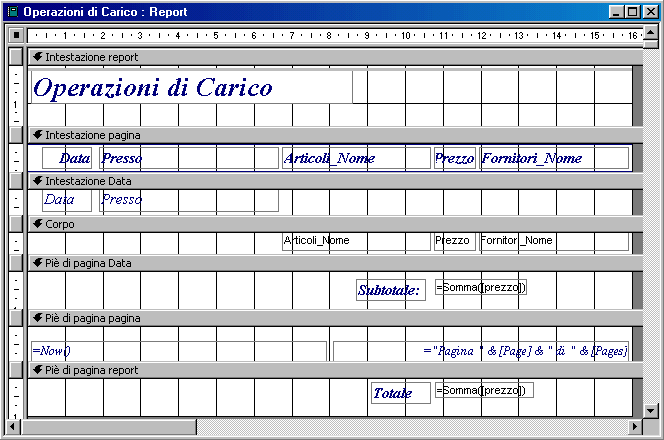 Operazioni di Carico : Report
1 2 3 4 5 6 7 8 9 10 11 12 13 14 15 16
Intestazione report
Operazioni di Carico
1
Intestazione pagina
Data Presso Articoli_Nome Prezzo Fornitori_Nome
Intestazione Data
Data Presso
Corpo
Articoli_Nome Prezzo Fornitori_Nome
Piè di pagina Data
Subtotale: =Somma([prezzo])
Piè di pagina pagina
=Now() ="Pagina " & [Page] & " di " & [Pages]
Piè di pagina report
Totale =Somma([prezzo])
1